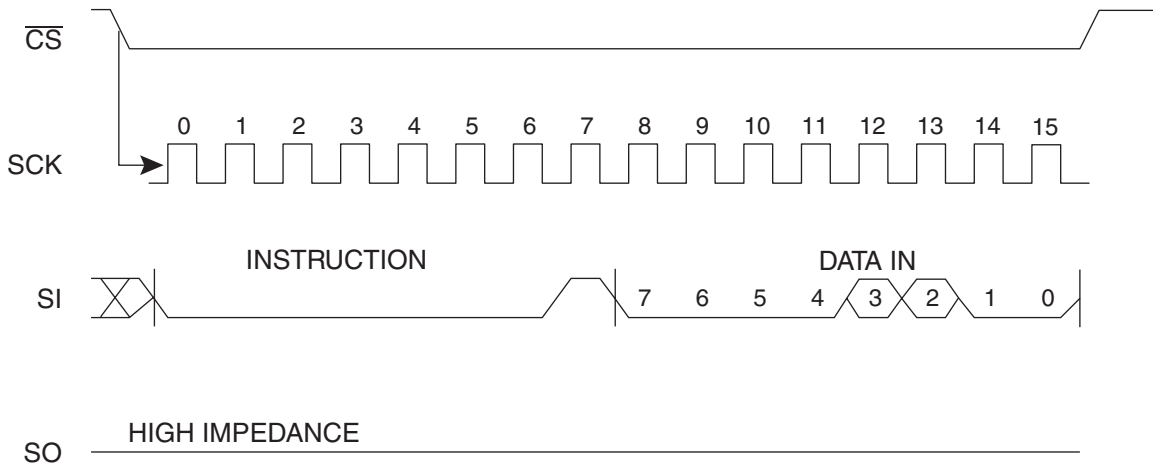 CS
0 1 2 3 4 5 6 7 8 9 10 11 12 13 14 15
SCK
INSTRUCTION DATA IN
SI 7 6 5 4 3 2 1 0
HIGH IMPEDANCE
SO